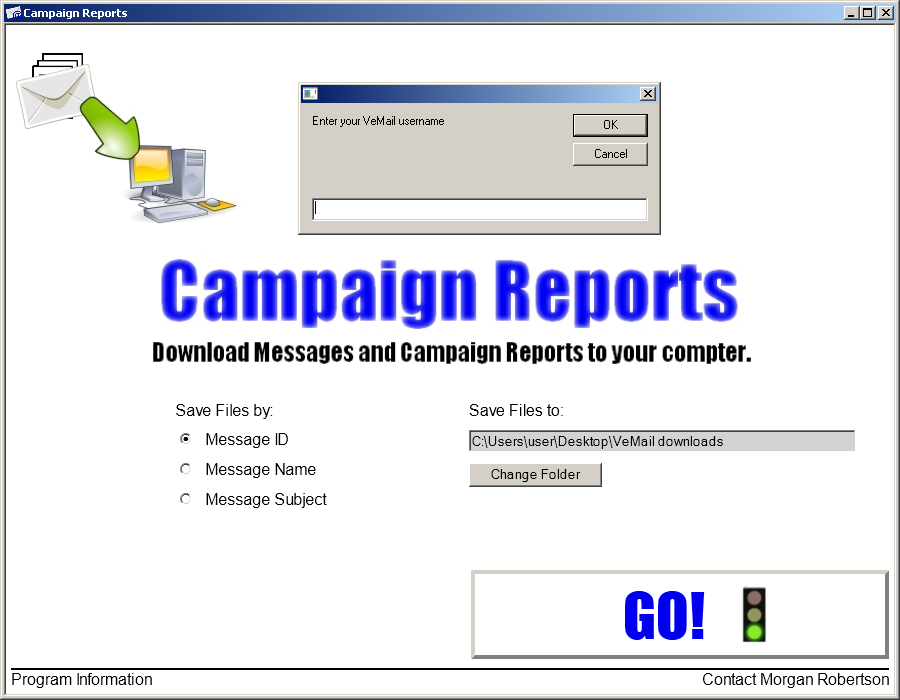 Campaign Reports
Enter your VeMail username
OK
Cancel
Campaign Reports
Download Messages and Campaign Reports to your compter.
Save Files by:
Message ID
Message Name
Message Subject
Save Files to:
C:\Users\user\Desktop\VeMail downloads
Change Folder
GO!
Program Information
Contact Morgan Robertson